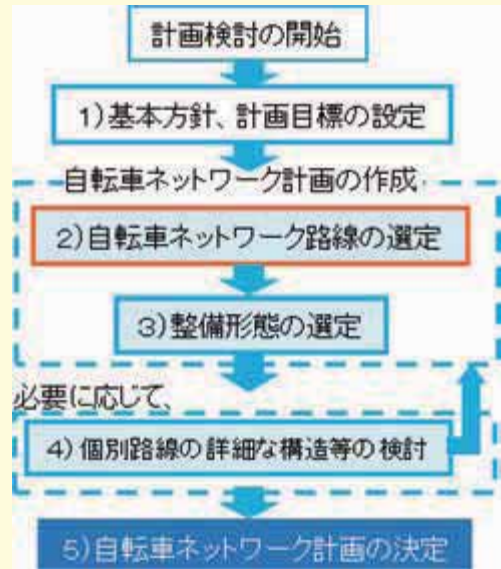 計画検討の開始
1)基本方針、計画目標の設定
自転車ネットワーク計画の作成
2)自転車ネットワーク路線の選定
3)整備形態の選定
必要に応じて、
4)個別路線の詳細な構造等の検討
5)自転車ネットワーク計画の決定